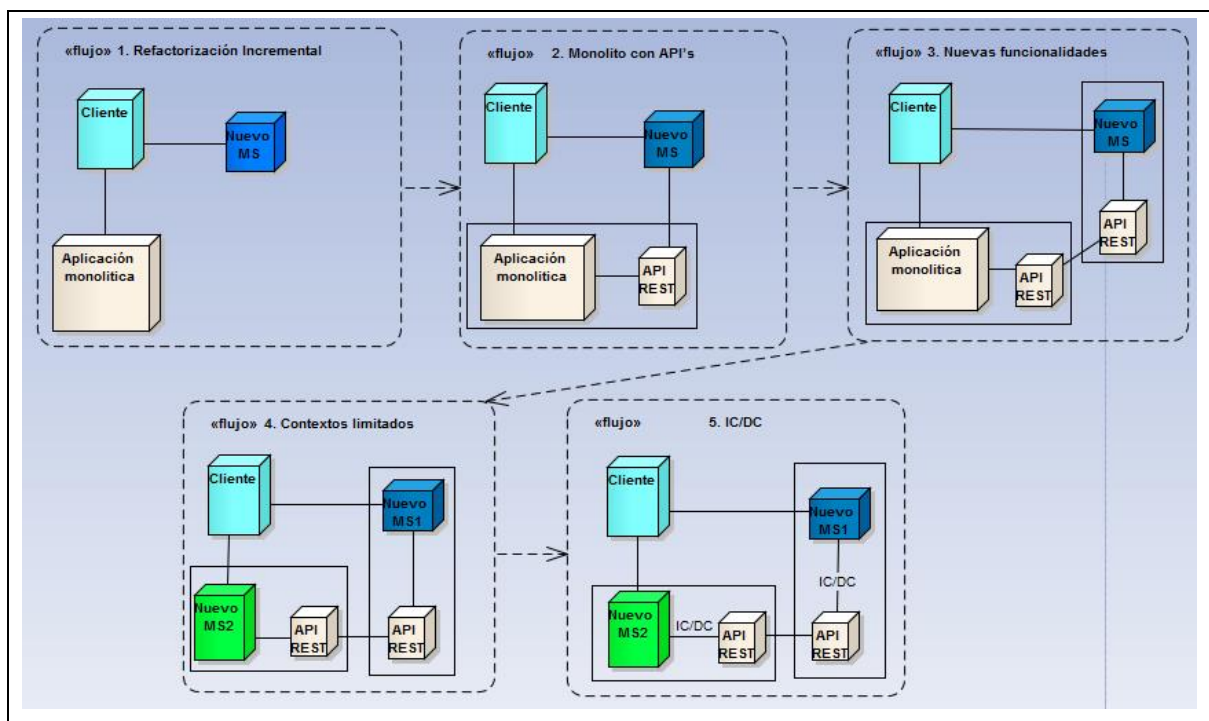 «flujo» 1. Refactorización Incremental
Cliente
Nuevo
MS
Aplicación
monolitica
«flujo» 2. Monolito con API's
Cliente
Nuevo
MS
Aplicación
monolitica
API
REST
«flujo» 3. Nuevas funcionalidades
Cliente
Nuevo
MS
API
REST
Aplicación
monolitica
API
REST
«flujo» 4. Contextos limitados
Cliente
Nuevo
MS1
Nuevo
MS2
API
REST
API
REST
«flujo» 5. IC/DC
Cliente
Nuevo
MS1
IC/DC
Nuevo
MS2
IC/DC
API
REST
API
REST